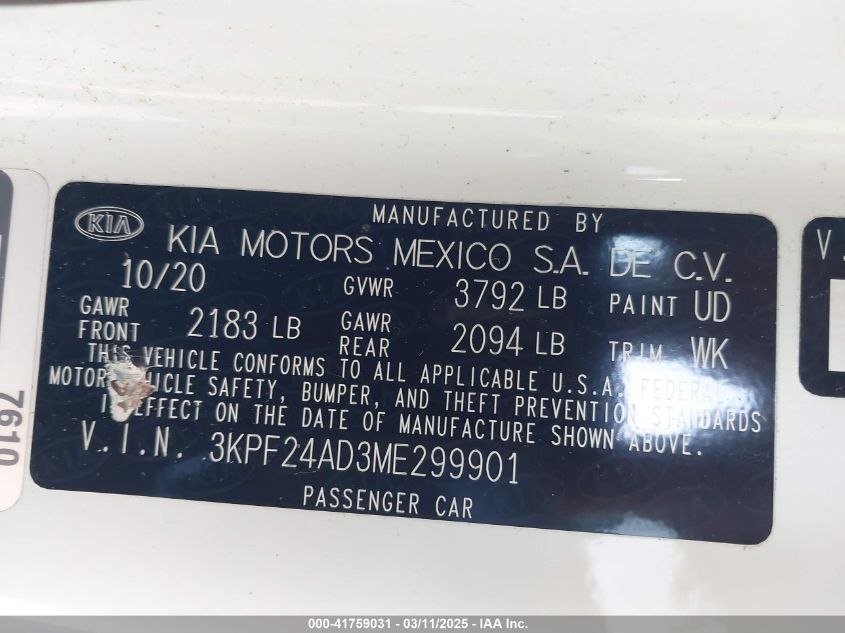 MANUFACTURED BY
KIA KIA MOTORS MEXICO S.A. DE C.V.
10/20 GVWR 3792 LB PAINT UD
GAWR FRONT 2183 LB GAWR REAR 2094 LB TRIM WK
THIS VEHICLE CONFORMS TO ALL APPLICABLE U.S.A. FEDERAL
MOTOR VEHICLE SAFETY, BUMPER, AND THEFT PREVENTION STANDARDS
IN EFFECT ON THE DATE OF MANUFACTURE SHOWN ABOVE.
V.I.N. 3KPF24AD3ME299901
PASSENGER CAR
7610
V.
000-41759031 - 03/11/2025 - IAA Inc.